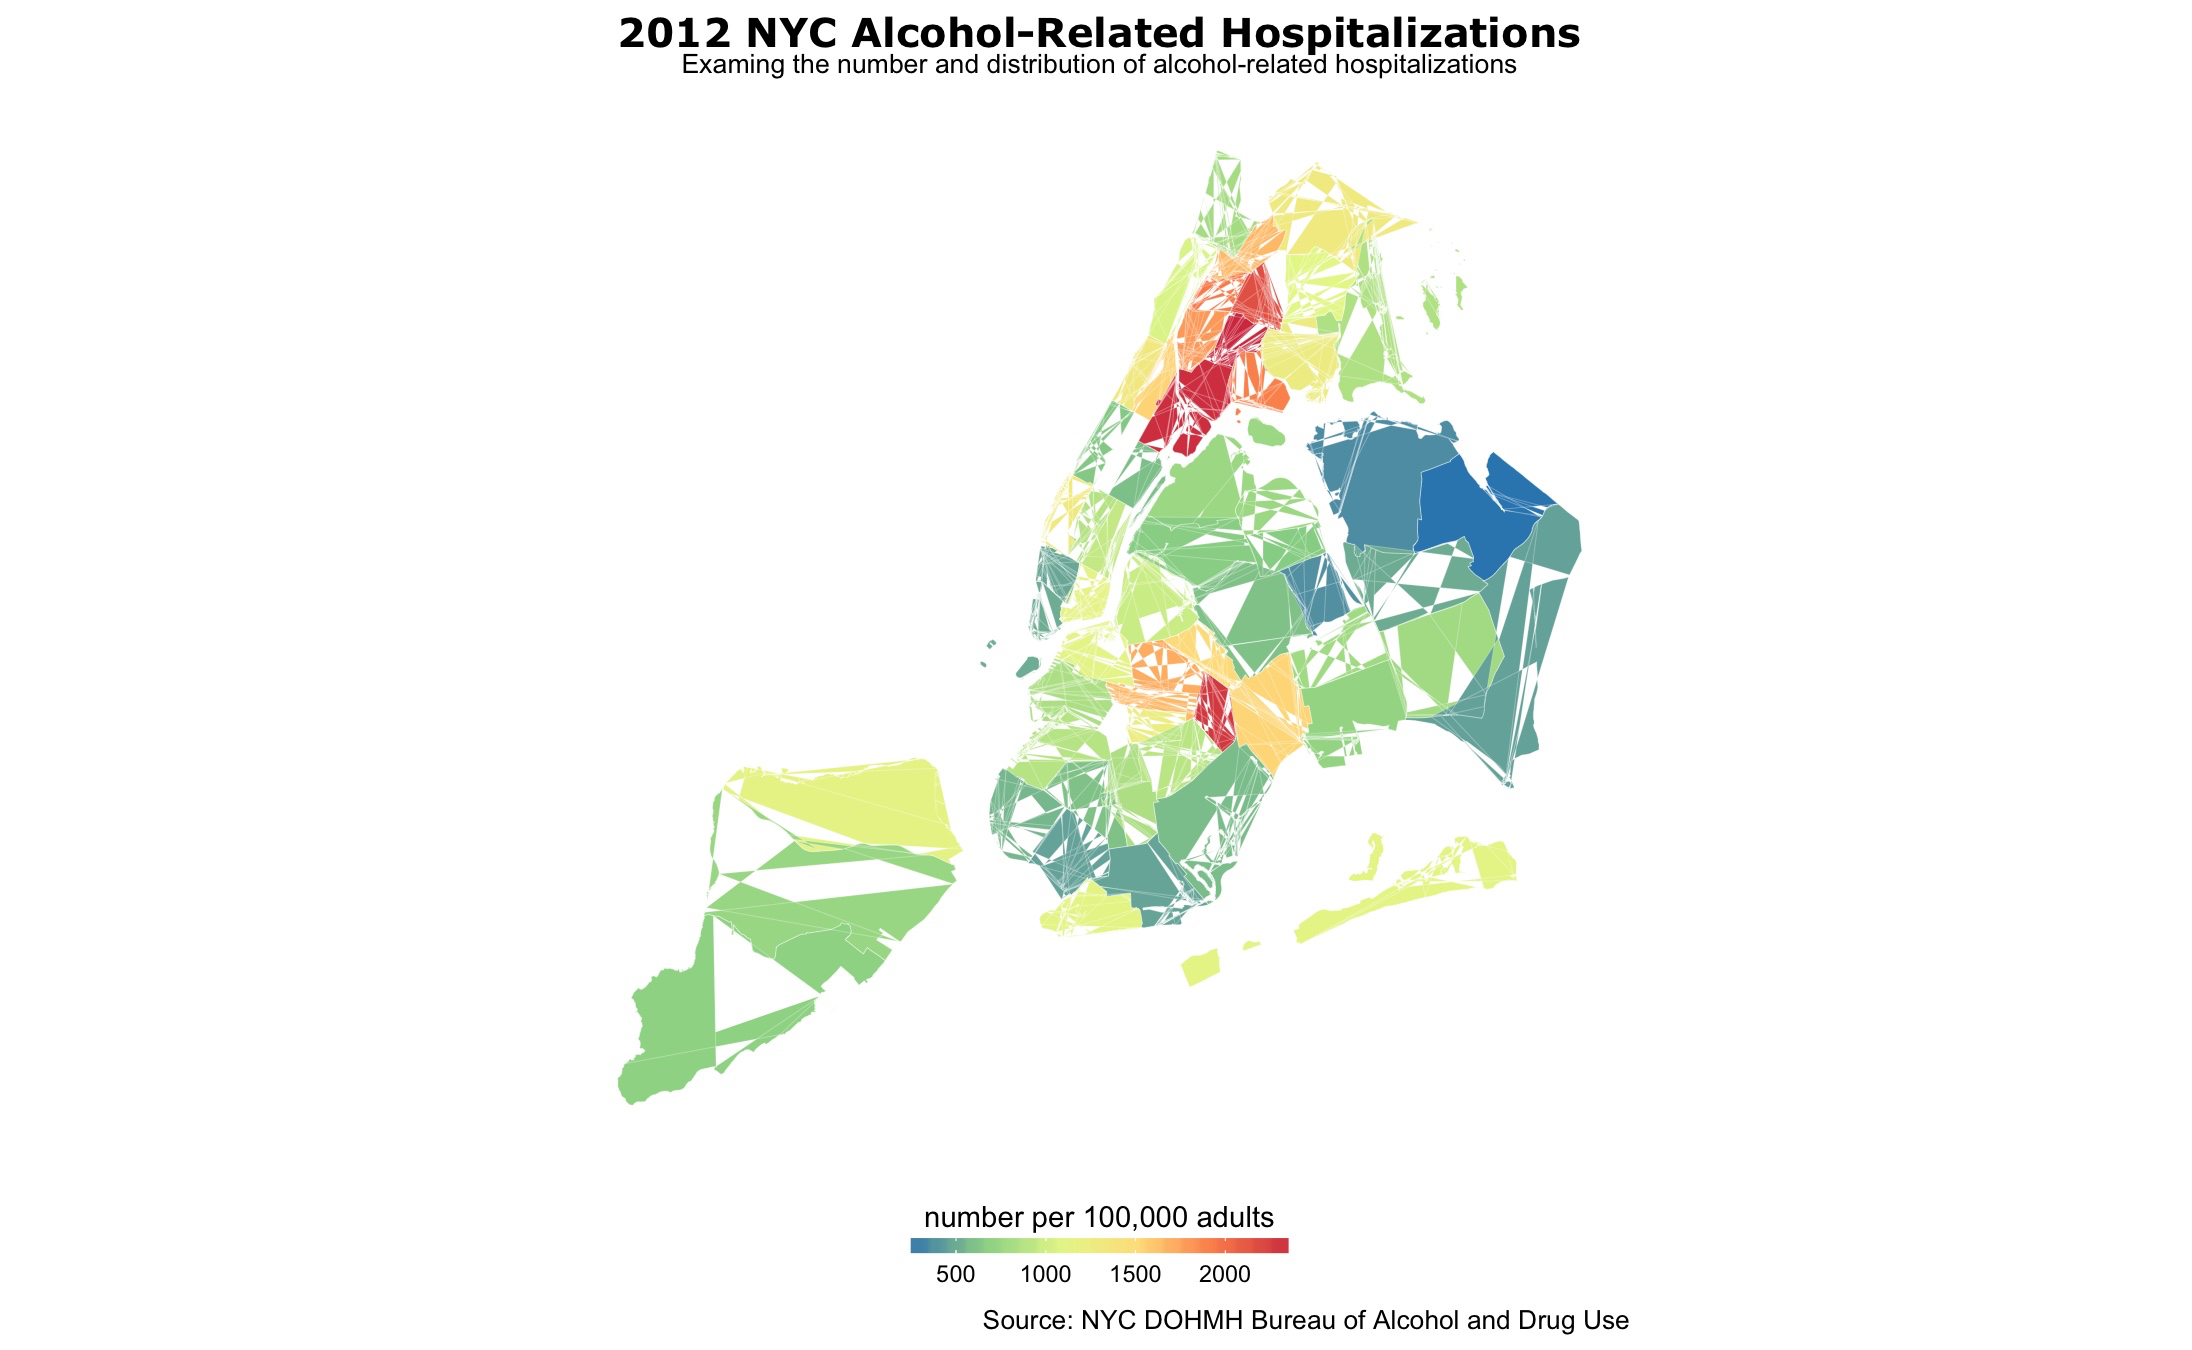 2012 NYC Alcohol-Related Hospitalizations
Examing the number and distribution of alcohol-related hospitalizations
number per 100,000 adults
500 1000 1500 2000
Source: NYC DOHMH Bureau of Alcohol and Drug Use